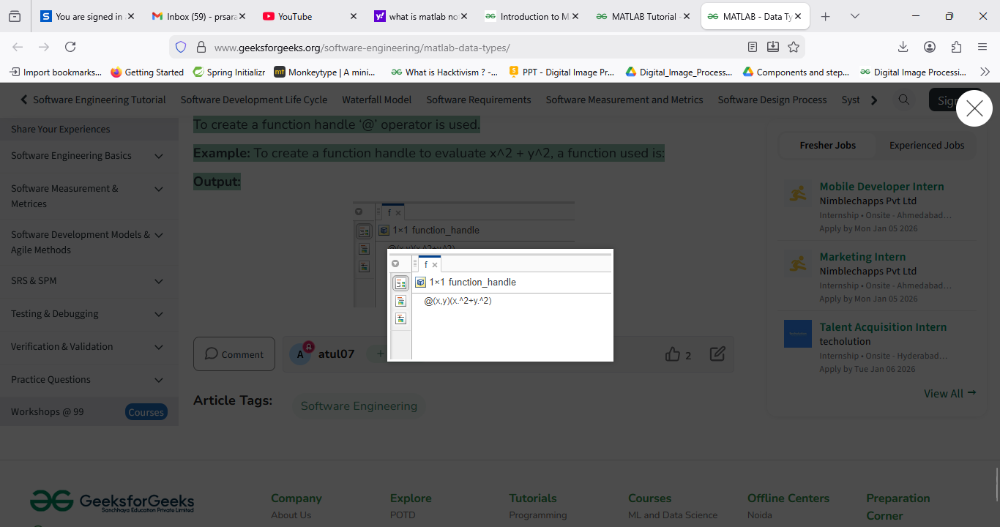 You are signed in
Inbox (59) - prsara
YouTube
what is matlab no
Introduction to M
MATLAB Tutorial -
MATLAB - Data Ty
www.geeksforgeeks.org/software-engineering/matlab-data-types/
Import bookmarks...
Getting Started
Spring Initializr
mt
Monkeytype | A mini...
What is Hacktivism ? -...
PPT - Digital Image Pr...
Digital_Image_Process...
Components and step...
Digital Image Processi...
Software Engineering Tutorial
Software Development Life Cycle
Waterfall Model
Software Requirements
Software Measurement and Metrics
Software Design Process
Syst
Sign
Share Your Experiences
Software Engineering Basics
Software Measurement &
Metrices
Software Development Models &
Agile Methods
SRS & SPM
Testing & Debugging
Verification & Validation
Practice Questions
Workshops @ 99
Courses
To create a function handle ‘@’ operator is used.
Example: To create a function handle to evaluate x^2 + y^2, a function used is:
Output:
f
1×1 function_handle
@(x,y)(x.^2+y.^2)
f
1×1 function_handle
@(x,y)(x.^2+y.^2)
Comment
A
atul07
+
2
Article Tags:
Software Engineering
Fresher Jobs
Experienced Jobs
Mobile Developer Intern
Nimblechapps Pvt Ltd
Internship • Onsite - Ahmedabad...
Apply by Mon Jan 05 2026
Marketing Intern
Nimblechapps Pvt Ltd
Internship • Onsite - Ahmedabad...
Apply by Mon Jan 05 2026
Talent Acquisition Intern
techolution
Internship • Onsite - Hyderabad...
Apply by Tue Jan 06 2026
View All
GeeksforGeeks
Sanchhaya Education Private Limited
Company
About Us
Explore
POTD
Tutorials
Programming
Courses
ML and Data Science
Offline Centers
Noida
Preparation
Corner